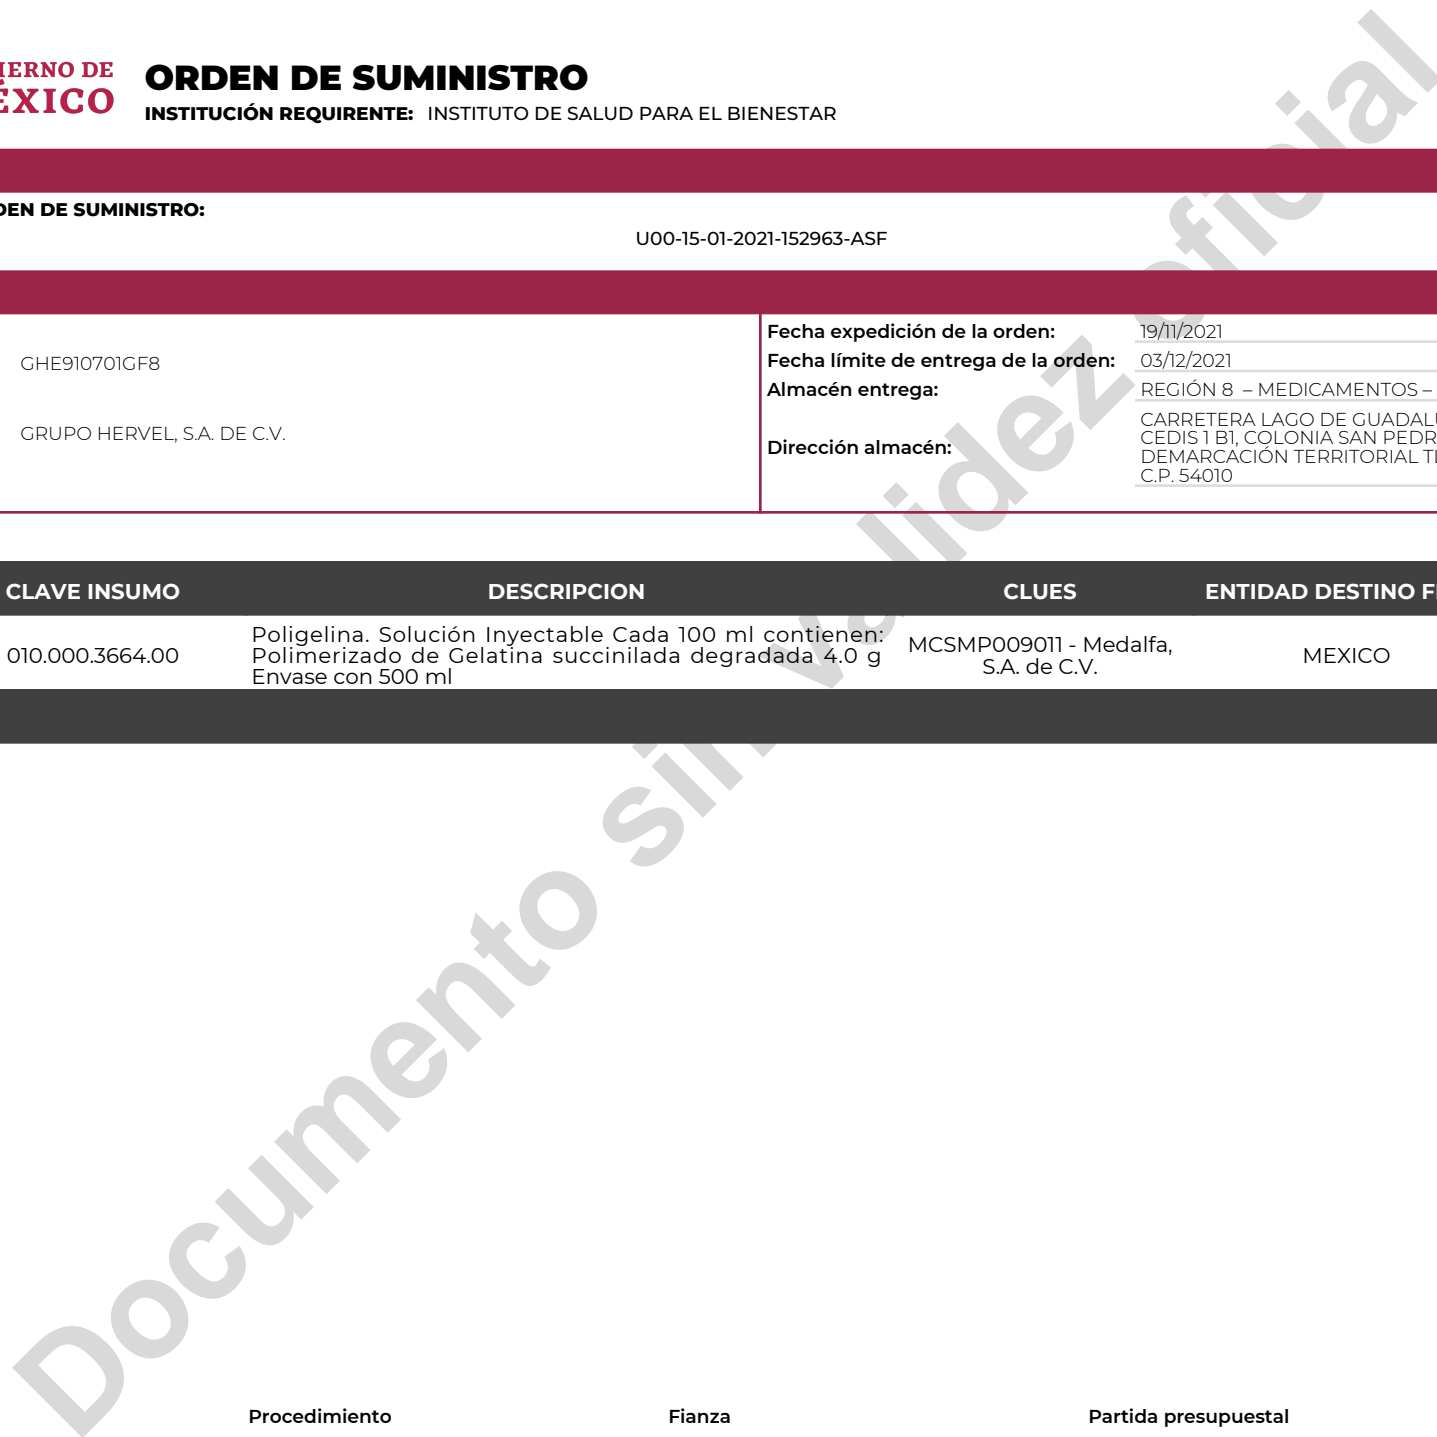 IERNO DE
ÉXICO
ORDEN DE SUMINISTRO
INSTITUCIÓN REQUIRENTE: INSTITUTO DE SALUD PARA EL BIENESTAR
DEN DE SUMINISTRO:
U00-15-01-2021-152963-ASF
GHE910701GF8
GRUPO HERVEL, S.A. DE C.V.
Fecha expedición de la orden: 19/11/2021
Fecha límite de entrega de la orden: 03/12/2021
Almacén entrega: REGIÓN 8 – MEDICAMENTOS –
Dirección almacén:
CARRETERA LAGO DE GUADALU
CEDIS 1 B1, COLONIA SAN PEDR
DEMARCACIÓN TERRITORIAL TL
C.P. 54010
CLAVE INSUMO DESCRIPCION CLUES ENTIDAD DESTINO FI
010.000.3664.00
Poligelina. Solución Inyectable Cada 100 ml contienen:
Polimerizado de Gelatina succinilada degradada 4.0 g
Envase con 500 ml
MCSMP009011 - Medalfa,
S.A. de C.V.
MEXICO
Documento sin validez oficial
Procedimiento Fianza Partida presupuestal